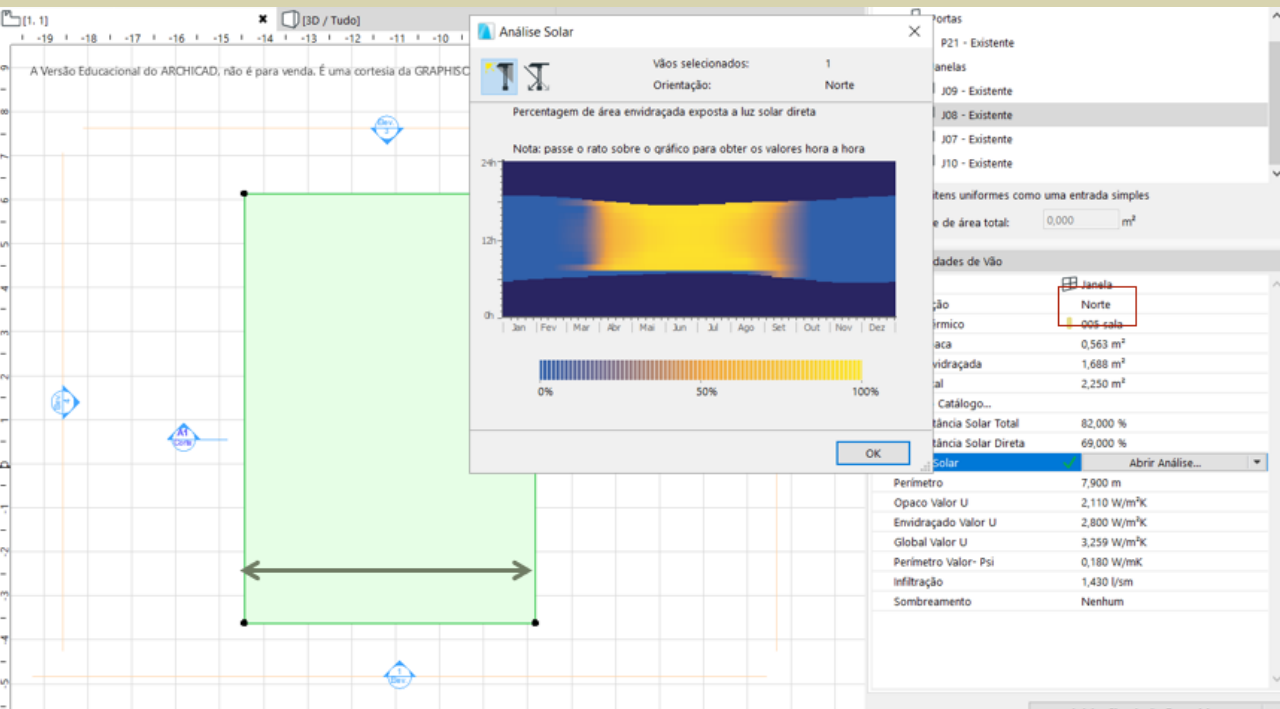 [1. 1]
[3D / Tudo]
-19 -18 -17 -16 -15 -14 -13 -12 -11 -10
A Versão Educacional do ARCHICAD, não é para venda. É uma cortesia da GRAPHISC
Análise Solar
Vãos selecionados: 1
Orientação: Norte
Percentagem de área envidraçada exposta a luz solar direta
Nota: passe o rato sobre o gráfico para obter os valores hora a hora
24h
12h
0h
Jan Fev Mar Abr Mai Jun Jul Ago Set Out Nov Dez
0% 50% 100%
OK
Portas
P21 - Existente
anelas
J09 - Existente
J08 - Existente
J07 - Existente
J10 - Existente
itens uniformes como uma entrada simples
e de área total: 0,000 m²
dades de Vão
Janela
ção Norte
érmico 005 sala
aca 0,563 m²
vidraçada 1,688 m²
al 2,250 m²
Catálogo...
tância Solar Total 82,000 %
tância Solar Direta 69,000 %
Solar Abrir Análise...
Perímetro 7,900 m
Opaco Valor U 2,110 W/m²K
Envidraçado Valor U 2,800 W/m²K
Global Valor U 3,259 W/m²K
Perímetro Valor- Psi 0,180 W/mK
Infiltração 1,430 l/sm
Sombreamento Nenhum
A1
1